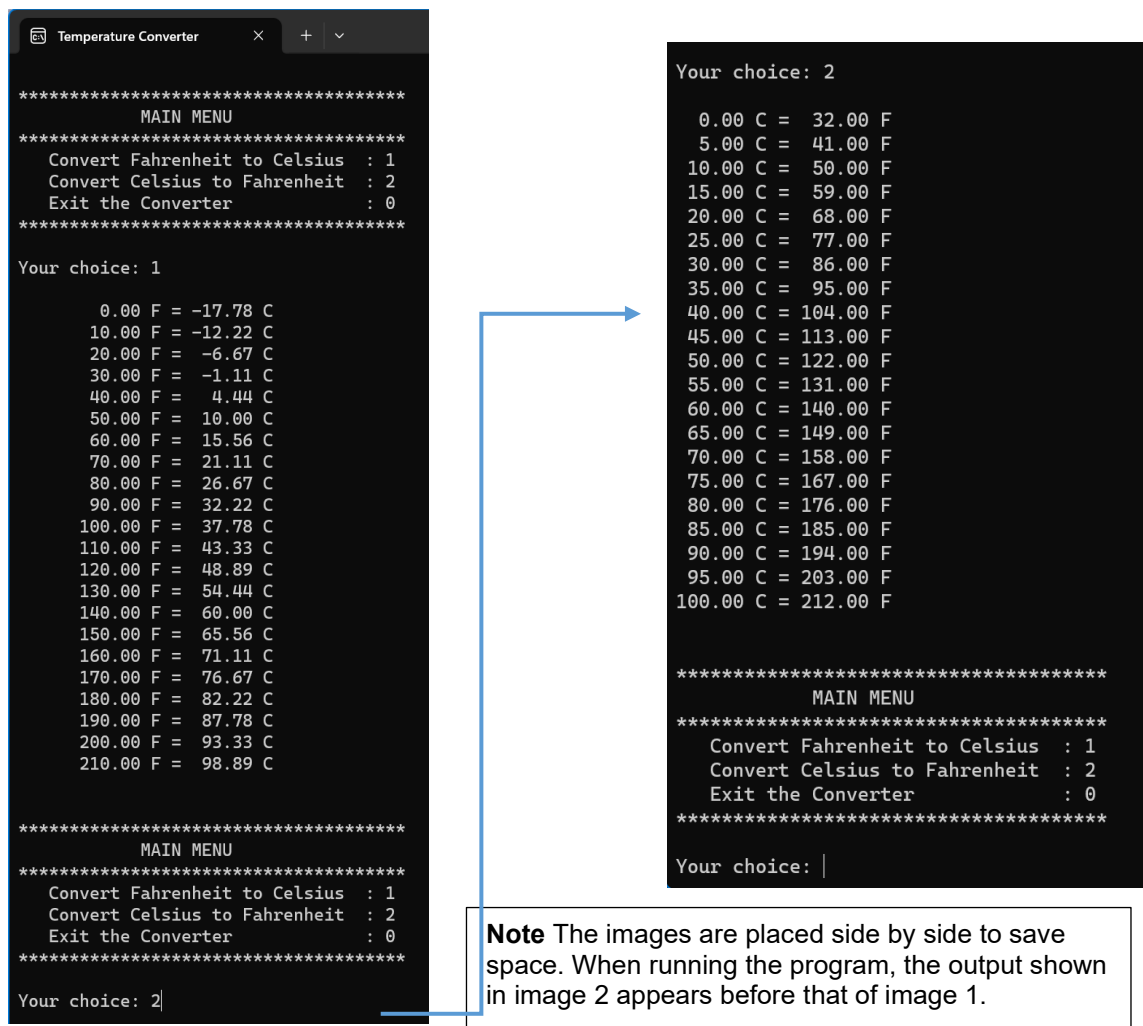 Temperature Converter
****************************************
MAIN MENU
****************************************
Convert Fahrenheit to Celsius : 1
Convert Celsius to Fahrenheit : 2
Exit the Converter : 0
****************************************
Your choice: 1
0.00 F = -17.78 C
10.00 F = -12.22 C
20.00 F = -6.67 C
30.00 F = -1.11 C
40.00 F = 4.44 C
50.00 F = 10.00 C
60.00 F = 15.56 C
70.00 F = 21.11 C
80.00 F = 26.67 C
90.00 F = 32.22 C
100.00 F = 37.78 C
110.00 F = 43.33 C
120.00 F = 48.89 C
130.00 F = 54.44 C
140.00 F = 60.00 C
150.00 F = 65.56 C
160.00 F = 71.11 C
170.00 F = 76.67 C
180.00 F = 82.22 C
190.00 F = 87.78 C
200.00 F = 93.33 C
210.00 F = 98.89 C
****************************************
MAIN MENU
****************************************
Convert Fahrenheit to Celsius : 1
Convert Celsius to Fahrenheit : 2
Exit the Converter : 0
****************************************
Your choice: 2
Your choice: 2
0.00 C = 32.00 F
5.00 C = 41.00 F
10.00 C = 50.00 F
15.00 C = 59.00 F
20.00 C = 68.00 F
25.00 C = 77.00 F
30.00 C = 86.00 F
35.00 C = 95.00 F
40.00 C = 104.00 F
45.00 C = 113.00 F
50.00 C = 122.00 F
55.00 C = 131.00 F
60.00 C = 140.00 F
65.00 C = 149.00 F
70.00 C = 158.00 F
75.00 C = 167.00 F
80.00 C = 176.00 F
85.00 C = 185.00 F
90.00 C = 194.00 F
95.00 C = 203.00 F
100.00 C = 212.00 F
****************************************
MAIN MENU
****************************************
Convert Fahrenheit to Celsius : 1
Convert Celsius to Fahrenheit : 2
Exit the Converter : 0
****************************************
Your choice:
Note The images are placed side by side to save
space. When running the program, the output shown
in image 2 appears before that of image 1.